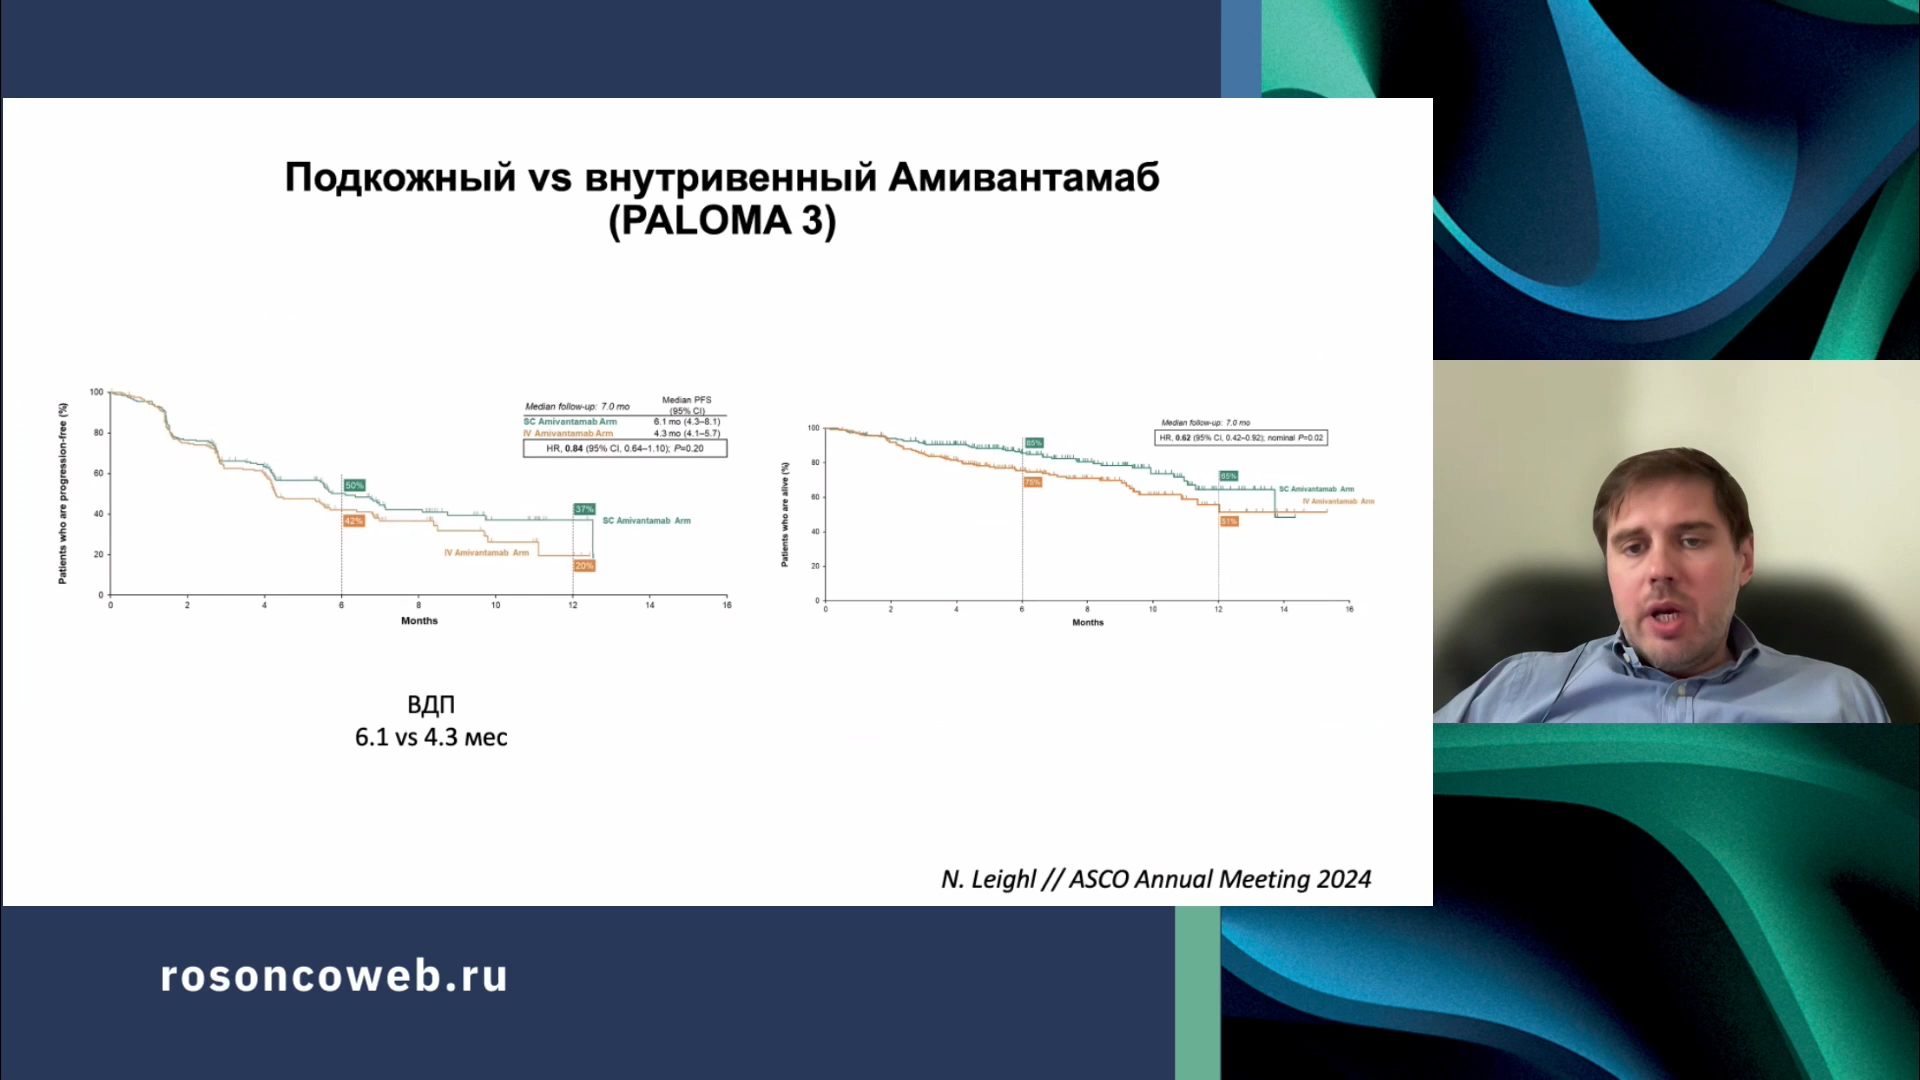 Подкожный vs внутривенный Амивантамаб
(PALOMA 3)
Patients who are progression-free (%)
100
80
60
40
20
0
0 2 4 6 8 10 12 14 16
Months
Median follow-up: 7.0 mo
Median PFS
(95% CI)
SC Amivantamab Arm 6.1 mo (4.3–8.1)
IV Amivantamab Arm 4.3 mo (4.1–5.7)
HR, 0.84 (95% CI, 0.64–1.10); P=0.20
50%
42%
37%
20%
SC Amivantamab Arm
IV Amivantamab Arm
Patients who are alive (%)
100
80
60
40
20
0
0 2 4 6 8 10 12 14 16
Months
Median follow-up: 7.0 mo
HR, 0.62 (95% CI, 0.42–0.92); nominal P=0.02
85%
75%
65%
51%
SC Amivantamab Arm
IV Amivantamab Arm
ВДП
6.1 vs 4.3 мес
N. Leighl // ASCO Annual Meeting 2024
rosoncoweb.ru